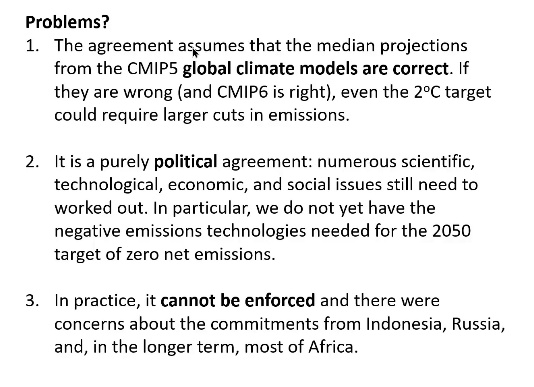 Problems?
1. The agreement assumes that the median projections
from the CMIP5 global climate models are correct. If
they are wrong (and CMIP6 is right), even the 2ºC target
could require larger cuts in emissions.
2. It is a purely political agreement: numerous scientific,
technological, economic, and social issues still need to
worked out. In particular, we do not yet have the
negative emissions technologies needed for the 2050
target of zero net emissions.
3. In practice, it cannot be enforced and there were
concerns about the commitments from Indonesia, Russia,
and, in the longer term, most of Africa.